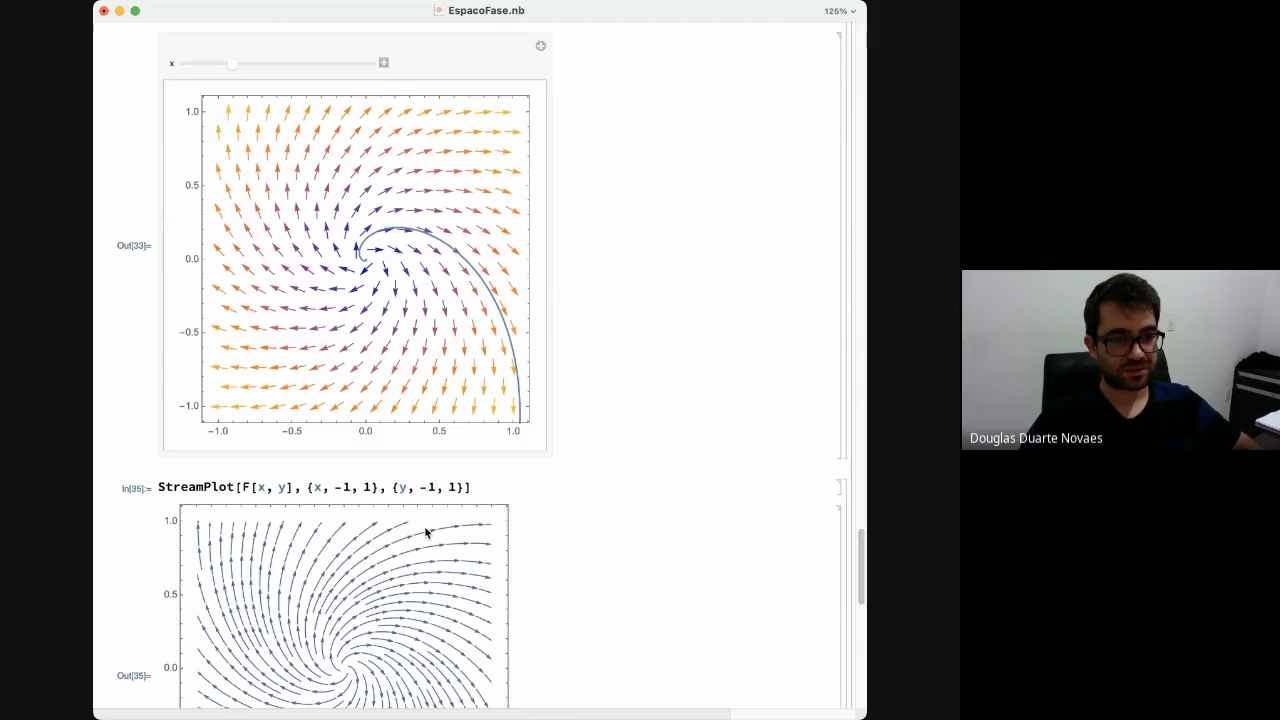 EspacoFase.nb
125%
x
1.0
0.5
Out[33]=
0.0
−0.5
−1.0
−1.0 −0.5 0.0 0.5 1.0
Douglas Duarte Novaes
In[35]:= StreamPlot[F[x, y], {x, -1, 1}, {y, -1, 1}]
1.0
0.5
0.0
Out[35]=